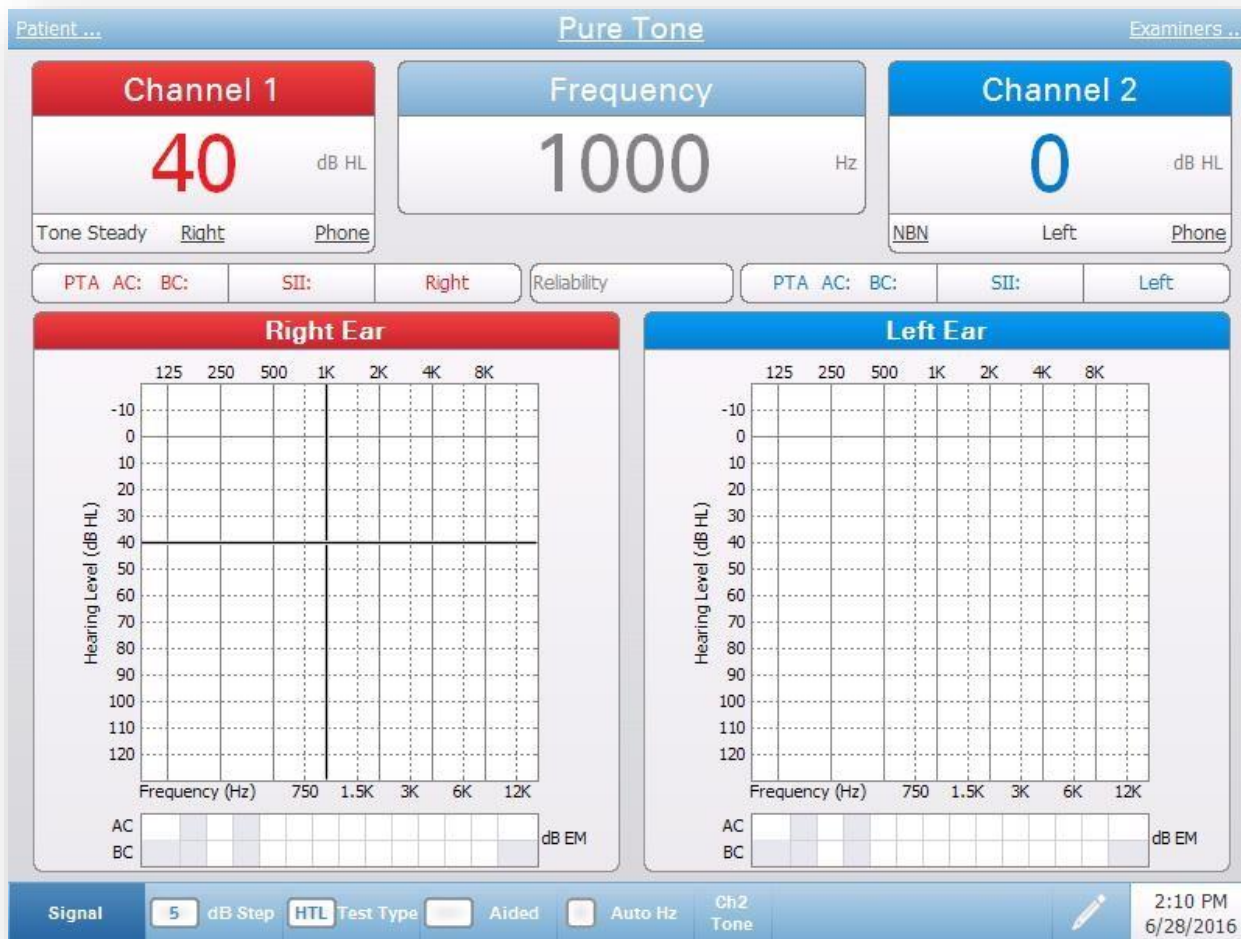 Patient ... Pure Tone Examiners ..
Channel 1 Frequency Channel 2
40 dB HL 1000 Hz 0 dB HL
Tone Steady Right Phone NBN Left Phone
PTA AC: BC: SII: Right Reliability PTA AC: BC: SII: Left
Right Ear
125 250 500 1K 2K 4K 8K
-10
0
10
20
30
40
50
60
70
80
90
100
110
120
Hearing Level (dB HL)
Frequency (Hz) 750 1.5K 3K 6K 12K
AC
BC
dB EM
Left Ear
125 250 500 1K 2K 4K 8K
-10
0
10
20
30
40
50
60
70
80
90
100
110
120
Hearing Level (dB HL)
Frequency (Hz) 750 1.5K 3K 6K 12K
AC
BC
dB EM
Signal 5 dB Step HTL Test Type Aided Auto Hz Ch2
Tone
2:10 PM
6/28/2016